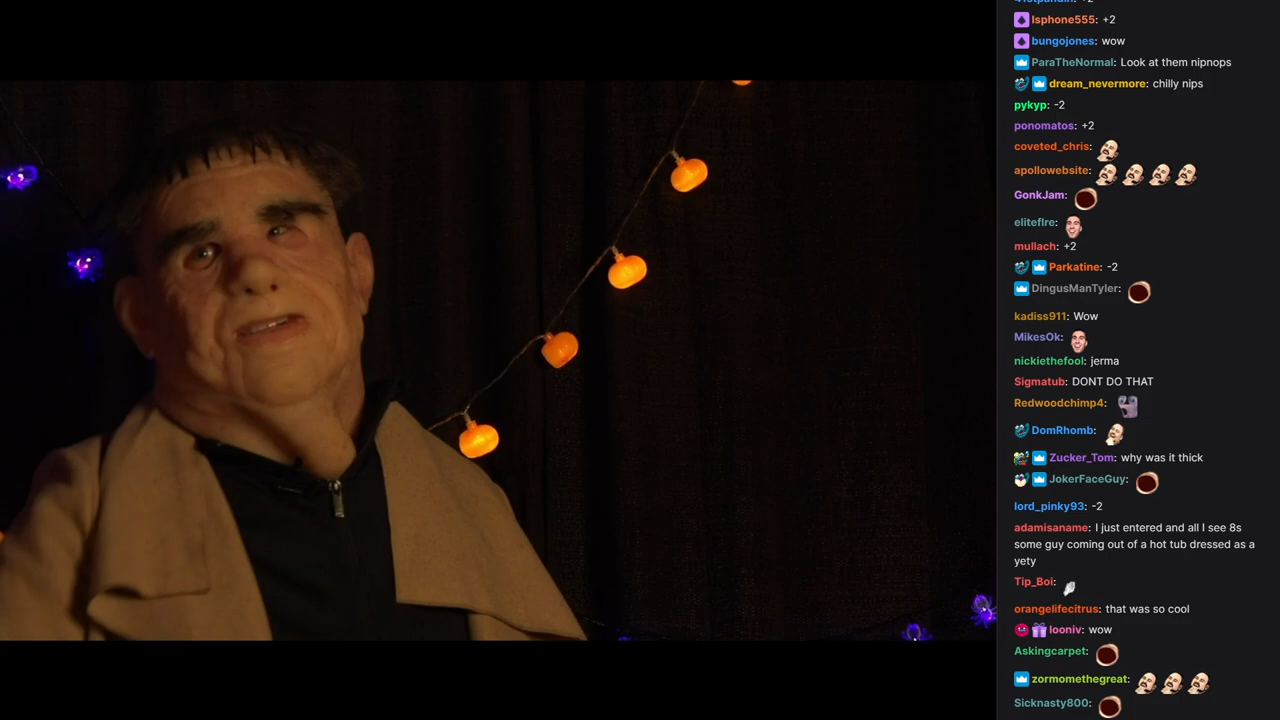 lsphone555: +2
bungojones: wow
ParaTheNormal: Look at them nipnops
dream_nevermore: chilly nips
pykyp: -2
ponomatos: +2
coveted_chris:
apollowebsite:
GonkJam:
elitefire:
mullach: +2
Parkatine: -2
DingusManTyler:
kadiss911: Wow
MikesOk:
nickiethefool: jerma
Sigmatub: DONT DO THAT
Redwoodchimp4:
DomRhomb:
Zucker_Tom: why was it thick
JokerFaceGuy:
lord_pinky93: -2
adamisaname: I just entered and all I see 8s
some guy coming out of a hot tub dressed as a
yety
Tip_Boi:
orangelifecitrus: that was so cool
looniv: wow
Askingcarpet:
zormomethegreat:
Sicknasty800: